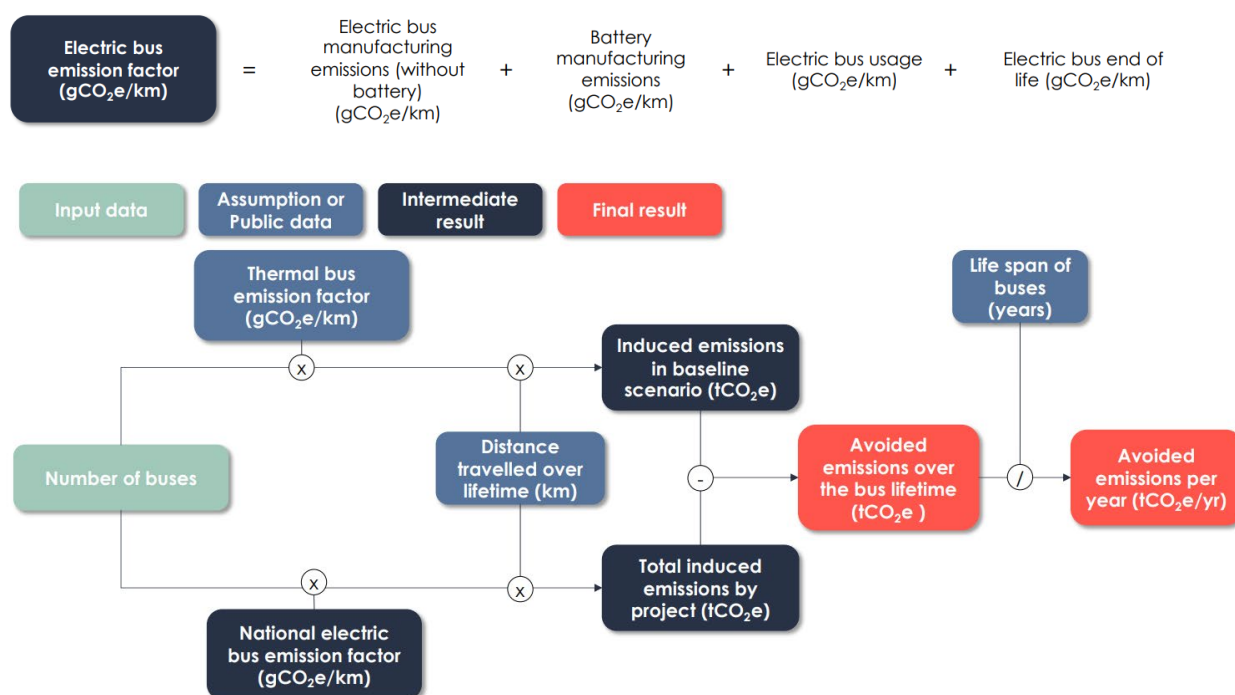 Electric bus
emission factor
(gCO₂e/km)
=
Electric bus
manufacturing
emissions (without
battery)
(gCO₂e/km)
+
Battery
manufacturing
emissions
(gCO₂e/km)
+
Electric bus usage
(gCO₂e/km)
+
Electric bus end of
life (gCO₂e/km)
Input data
Assumption or
Public data
Intermediate
result
Final result
Thermal bus
emission factor
(gCO₂e/km)
Life span of
buses
(years)
x
x
Induced emissions
in baseline
scenario (tCO₂e)
Number of buses
Distance
travelled over
lifetime (km)
-
Avoided
emissions over
the bus lifetime
(tCO₂e )
/
Avoided
emissions per
year (tCO₂e/yr)
x
x
Total induced
emissions by
project (tCO₂e)
National electric
bus emission factor
(gCO₂e/km)